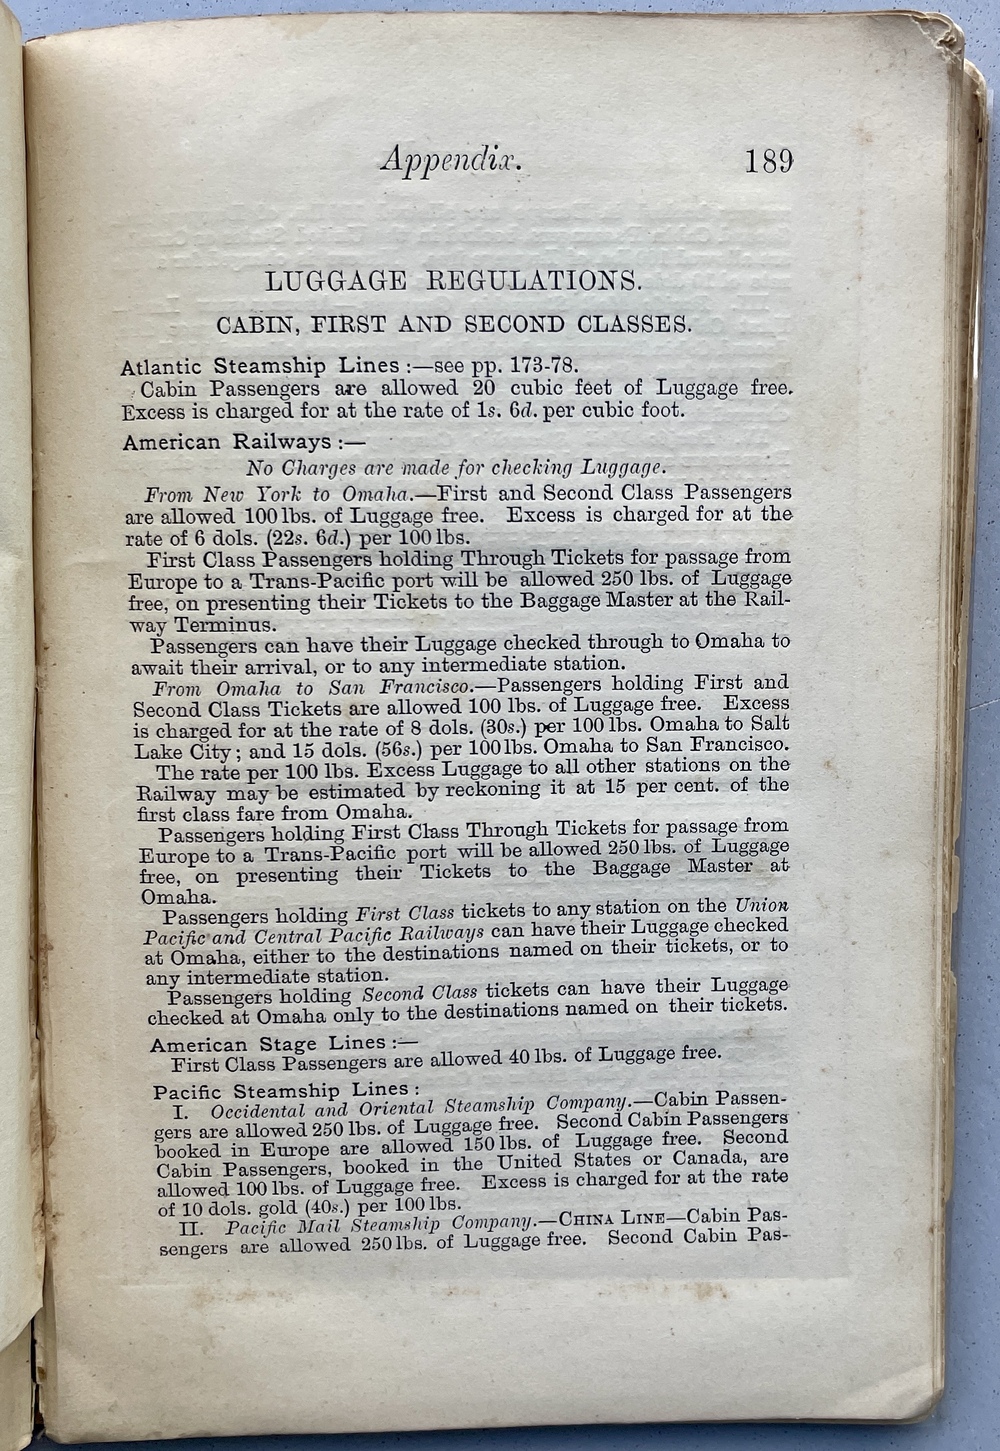 Appendix. 189
LUGGAGE REGULATIONS.
CABIN, FIRST AND SECOND CLASSES.
Atlantic Steamship Lines :—see pp. 173-78.
Cabin Passengers are allowed 20 cubic feet of Luggage free.
Excess is charged for at the rate of 1s. 6d. per cubic foot.
American Railways :—
No Charges are made for checking Luggage.
From New York to Omaha.—First and Second Class Passengers
are allowed 100 lbs. of Luggage free. Excess is charged for at the
rate of 6 dols. (22s. 6d.) per 100 lbs.
First Class Passengers holding Through Tickets for passage from
Europe to a Trans-Pacific port will be allowed 250 lbs. of Luggage
free, on presenting their Tickets to the Baggage Master at the Rail-
way Terminus.
Passengers can have their Luggage checked through to Omaha to
await their arrival, or to any intermediate station.
From Omaha to San Francisco.—Passengers holding First and
Second Class Tickets are allowed 100 lbs. of Luggage free. Excess
is charged for at the rate of 8 dols. (30s.) per 100 lbs. Omaha to Salt
Lake City; and 15 dols. (56s.) per 100 lbs. Omaha to San Francisco.
The rate per 100 lbs. Excess Luggage to all other stations on the
Railway may be estimated by reckoning it at 15 per cent. of the
first class fare from Omaha.
Passengers holding First Class Through Tickets for passage from
Europe to a Trans-Pacific port will be allowed 250 lbs. of Luggage
free, on presenting their Tickets to the Baggage Master at
Omaha.
Passengers holding First Class tickets to any station on the Union
Pacific and Central Pacific Railways can have their Luggage checked
at Omaha, either to the destinations named on their tickets, or to
any intermediate station.
Passengers holding Second Class tickets can have their Luggage
checked at Omaha only to the destinations named on their tickets.
American Stage Lines :—
First Class Passengers are allowed 40 lbs. of Luggage free.
Pacific Steamship Lines :
I. Occidental and Oriental Steamship Company.—Cabin Passen-
gers are allowed 250 lbs. of Luggage free. Second Cabin Passengers
booked in Europe are allowed 150 lbs. of Luggage free. Second
Cabin Passengers, booked in the United States or Canada, are
allowed 100 lbs. of Luggage free. Excess is charged for at the rate
of 10 dols. gold (40s.) per 100 lbs.
II. Pacific Mail Steamship Company.—CHINA LINE—Cabin Pas-
sengers are allowed 250 lbs. of Luggage free. Second Cabin Pas-